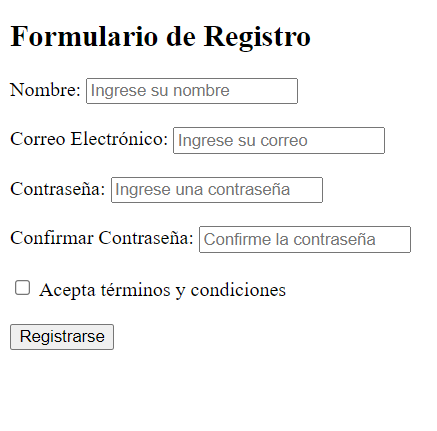 Formulario de Registro
Nombre: Ingrese su nombre
Correo Electrónico: Ingrese su correo
Contraseña: Ingrese una contraseña
Confirmar Contraseña: Confirme la contraseña
Acepta términos y condiciones
Registrarse